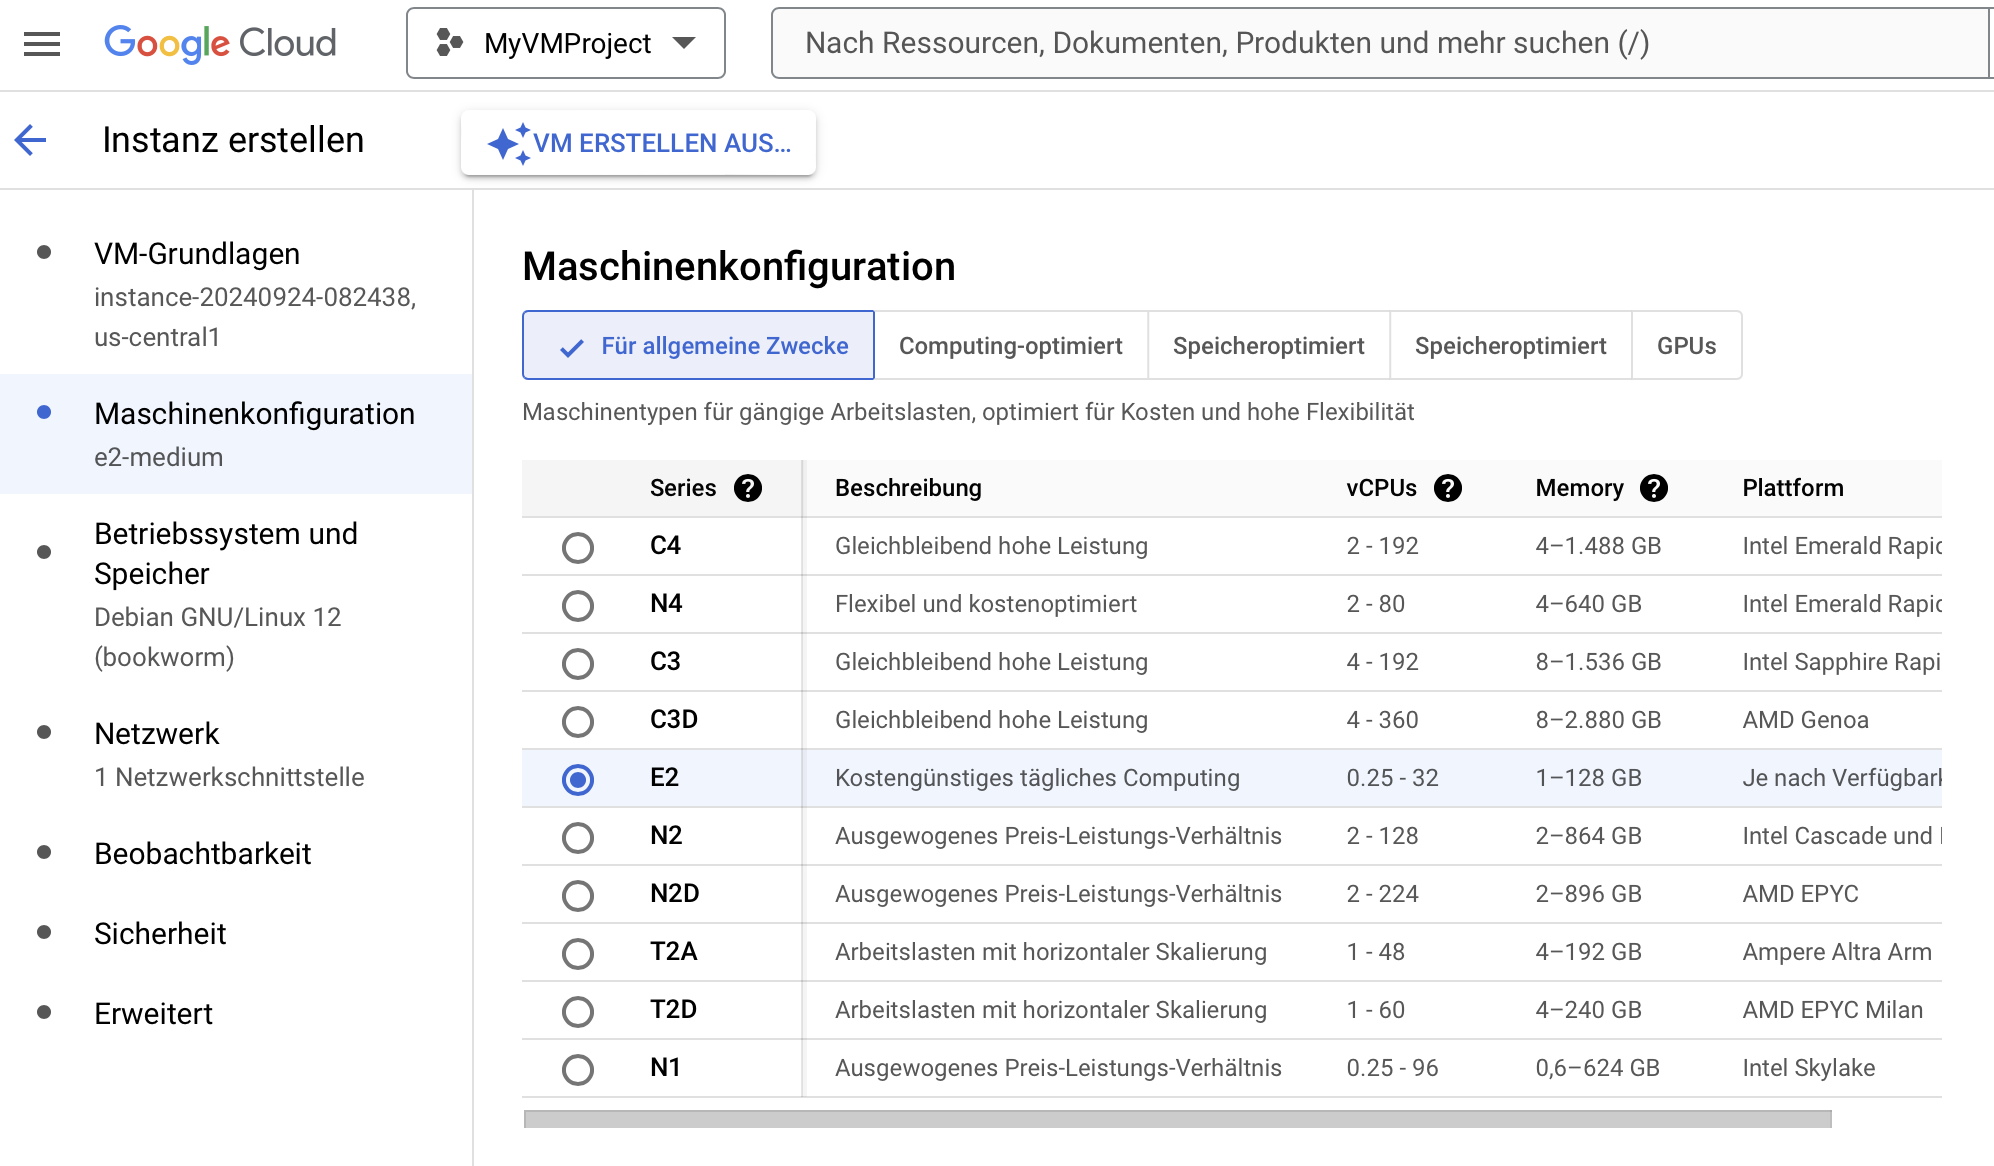 Google Cloud
MyVMProject
Nach Ressourcen, Dokumenten, Produkten und mehr suchen (/)
Instanz erstellen
VM ERSTELLEN AUS...
VM-Grundlagen
instance-20240924-082438,
us-central1
Maschinenkonfiguration
e2-medium
Betriebssystem und
Speicher
Debian GNU/Linux 12
(bookworm)
Netzwerk
1 Netzwerkschnittstelle
Beobachtbarkeit
Sicherheit
Erweitert
Maschinenkonfiguration
Für allgemeine Zwecke Computing-optimiert Speicheroptimiert Speicheroptimiert GPUs
Maschinentypen für gängige Arbeitslasten, optimiert für Kosten und hohe Flexibilität
Series Beschreibung vCPUs Memory Plattform
C4 Gleichbleibend hohe Leistung 2 - 192 4–1.488 GB Intel Emerald Rapid
N4 Flexibel und kostenoptimiert 2 - 80 4–640 GB Intel Emerald Rapid
C3 Gleichbleibend hohe Leistung 4 - 192 8–1.536 GB Intel Sapphire Rapi
C3D Gleichbleibend hohe Leistung 4 - 360 8–2.880 GB AMD Genoa
E2 Kostengünstiges tägliches Computing 0.25 - 32 1–128 GB Je nach Verfügbark
N2 Ausgewogenes Preis-Leistungs-Verhältnis 2 - 128 2–864 GB Intel Cascade und
N2D Ausgewogenes Preis-Leistungs-Verhältnis 2 - 224 2–896 GB AMD EPYC
T2A Arbeitslasten mit horizontaler Skalierung 1 - 48 4–192 GB Ampere Altra Arm
T2D Arbeitslasten mit horizontaler Skalierung 1 - 60 4–240 GB AMD EPYC Milan
N1 Ausgewogenes Preis-Leistungs-Verhältnis 0.25 - 96 0,6–624 GB Intel Skylake